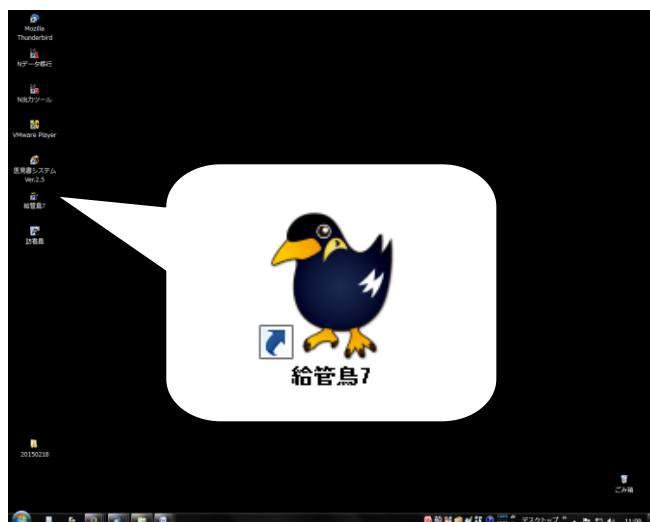 Mozilla
Thunderbird
Nデータ移行
N出力ツール
VMware Player
医見書システム
Ver.2.5
給管鳥7
訪看鳥
給管鳥7
20150218
ごみ箱
デスクトップ
11:09